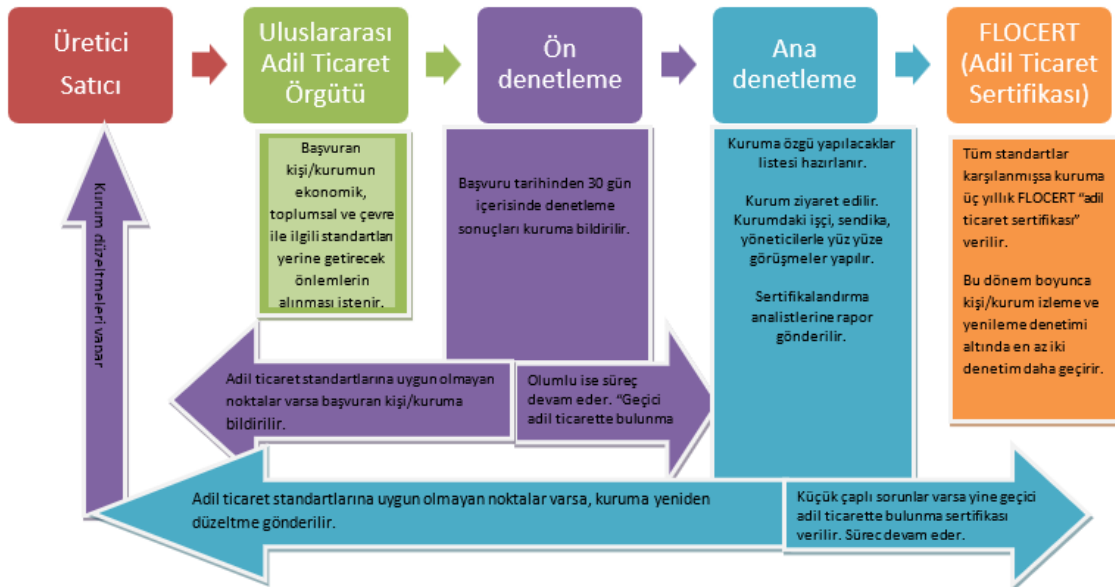 Üretici
Satıcı
Uluslararası
Adil Ticaret
Örgütü
Ön
denetleme
Ana
denetleme
FLOCERT
(Adil Ticaret
Sertifikası)
Başvuran
kişi/kurumun
ekonomik,
toplumsal ve çevre
ile ilgili standartları
yerine getirecek
önlemlerin
alınması istenir.
Başvuru tarihinden 30 gün
içerisinde denetleme
sonuçları kuruma bildirilir.
Kuruma özgü yapılacaklar
listesi hazırlanır.
Kurum ziyaret edilir.
Kurumdaki işçi, sendika,
yöneticilerle yüz yüze
görüşmeler yapılır.
Sertifikalandırma
analistlerine rapor
gönderilir.
Tüm standartlar
karşılanmışsa kuruma
üç yıllık FLOCERT “adil
ticaret sertifikası”
verilir.
Bu dönem boyunca
kişi/kurum izleme ve
yenileme denetimi
altında en az iki
denetim daha geçirir.
Kurum düzeltmeleri yapar
Adil ticaret standartlarına uygun olmayan
noktalar varsa başvuran kişi/kuruma
bildirilir.
Olumlu ise süreç
devam eder. “Geçici
adil ticarette bulunma
Adil ticaret standartlarına uygun olmayan noktalar varsa, kuruma yeniden
düzeltme gönderilir.
Küçük çaplı sorunlar varsa yine geçici
adil ticarette bulunma sertifikası
verilir. Süreç devam eder.